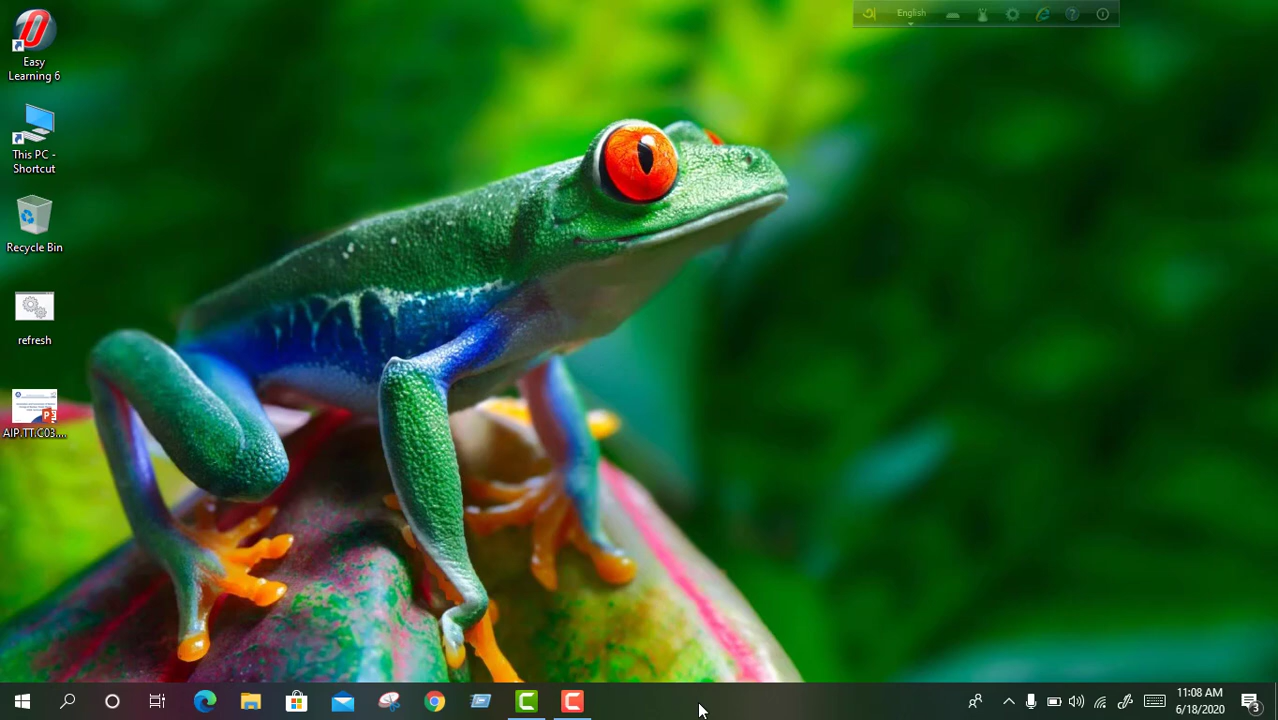 Easy
Learning 6
This PC -
Shortcut
Recycle Bin
refresh
AIP.TT.C03....
English
11:08 AM
6/18/2020
3